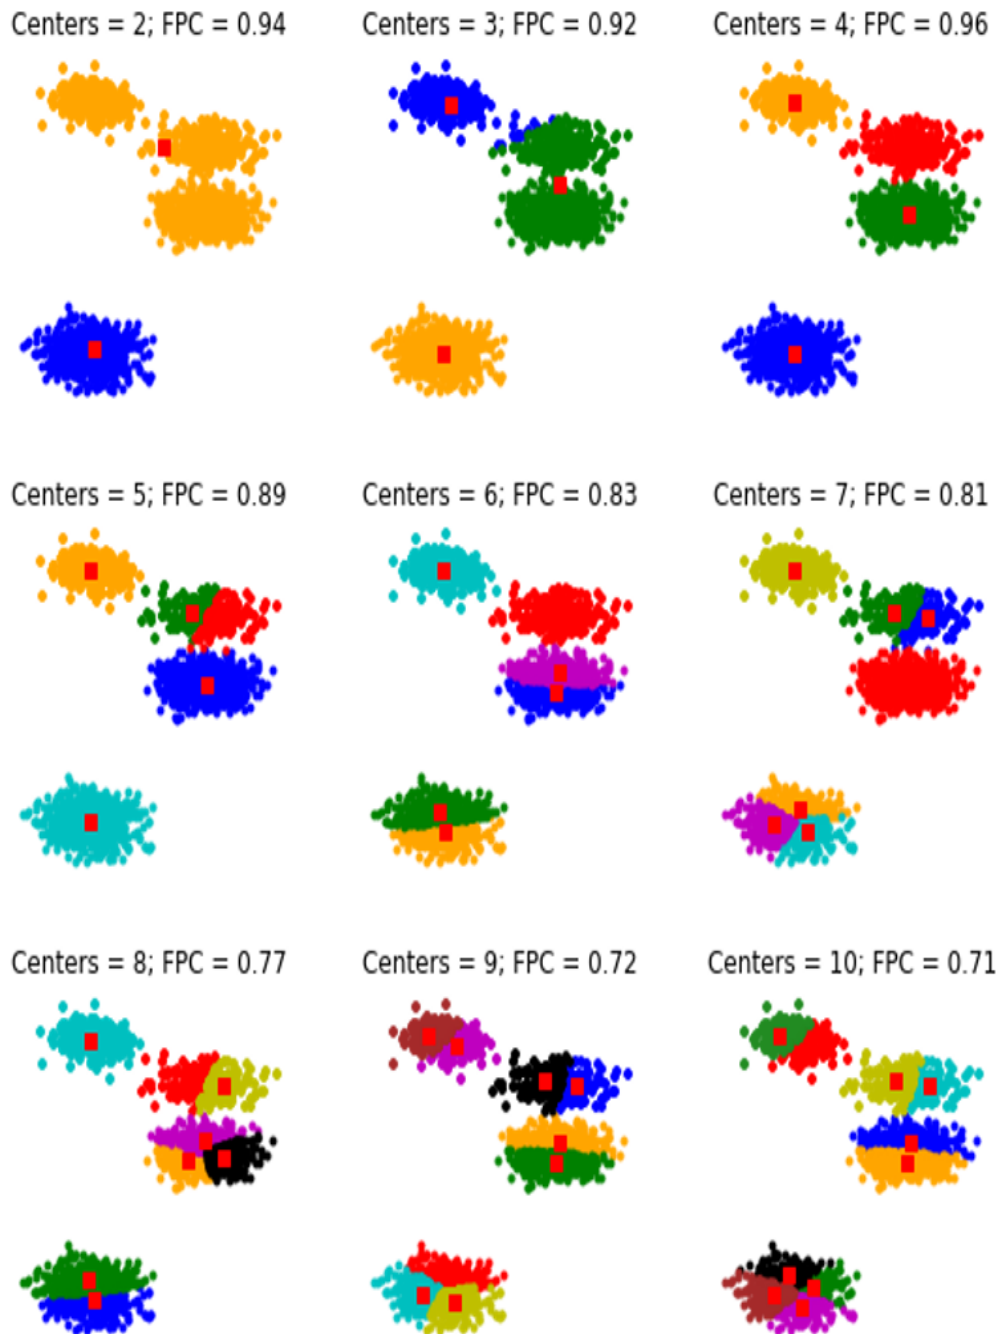 Centers = 2; FPC = 0.94
Centers = 3; FPC = 0.92
Centers = 4; FPC = 0.96
Centers = 5; FPC = 0.89
Centers = 6; FPC = 0.83
Centers = 7; FPC = 0.81
Centers = 8; FPC = 0.77
Centers = 9; FPC = 0.72
Centers = 10; FPC = 0.71